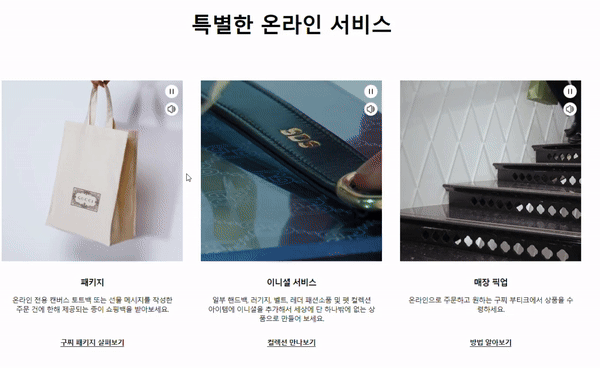 특별한 온라인 서비스
GUCCI
SDS
패키지
온라인 전용 캔버스 토트백 또는 선물 메시지를 작성한
주문 건에 한해 제공되는 종이 쇼핑백을 받아보세요.
구찌 패키지 살펴보기
이니셜 서비스
일부 핸드백, 러기지, 벨트, 레더 패션소품 및 펫 컬렉션
아이템에 이니셜을 추가해서 세상에 단 하나밖에 없는 상
품으로 만들어 보세요.
컬렉션 만나보기
매장 픽업
온라인으로 주문하고 원하는 구찌 부티크에서 상품을 수
령하세요.
방법 알아보기